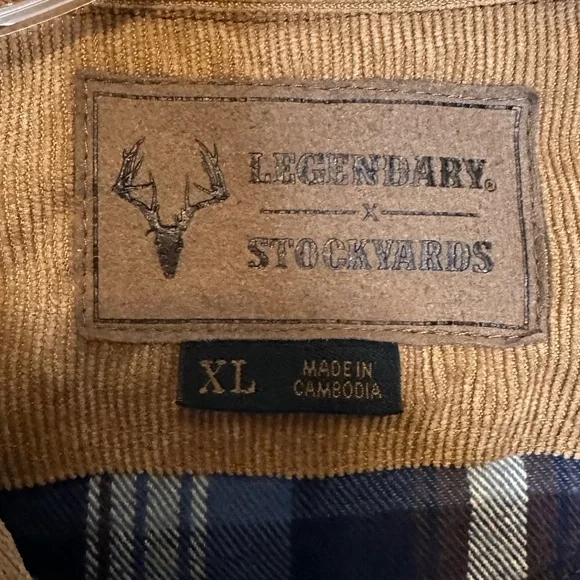 LEGENDARY®
X
STOCKYARDS
XL
MADE IN
CAMBODIA